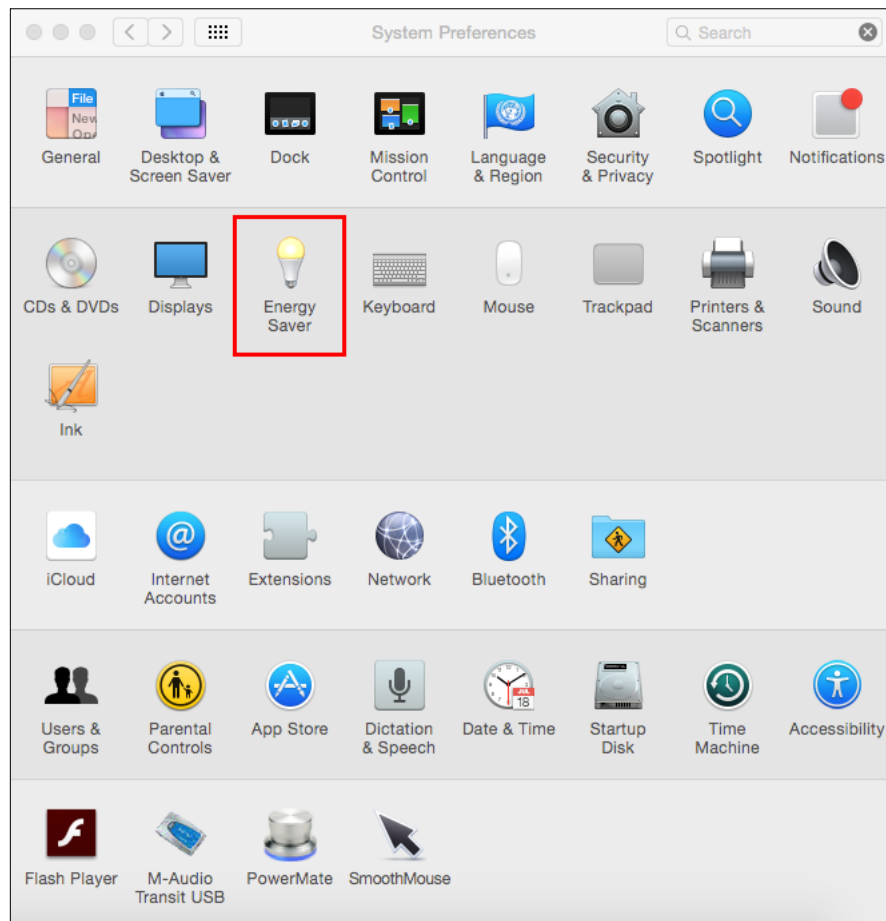 System Preferences
Search
File
New
Ope
General
Desktop &
Screen Saver
Dock
Mission
Control
Language
& Region
Security
& Privacy
Spotlight
Notifications
CDs & DVDs
Displays
Energy
Saver
Keyboard
Mouse
Trackpad
Printers &
Scanners
Sound
Ink
iCloud
@
Internet
Accounts
Extensions
Network
Bluetooth
Sharing
Users &
Groups
Parental
Controls
App Store
Dictation
& Speech
JUL
18
Date & Time
Startup
Disk
Time
Machine
Accessibility
Flash Player
M-Audio
Transit USB
PowerMate
SmoothMouse